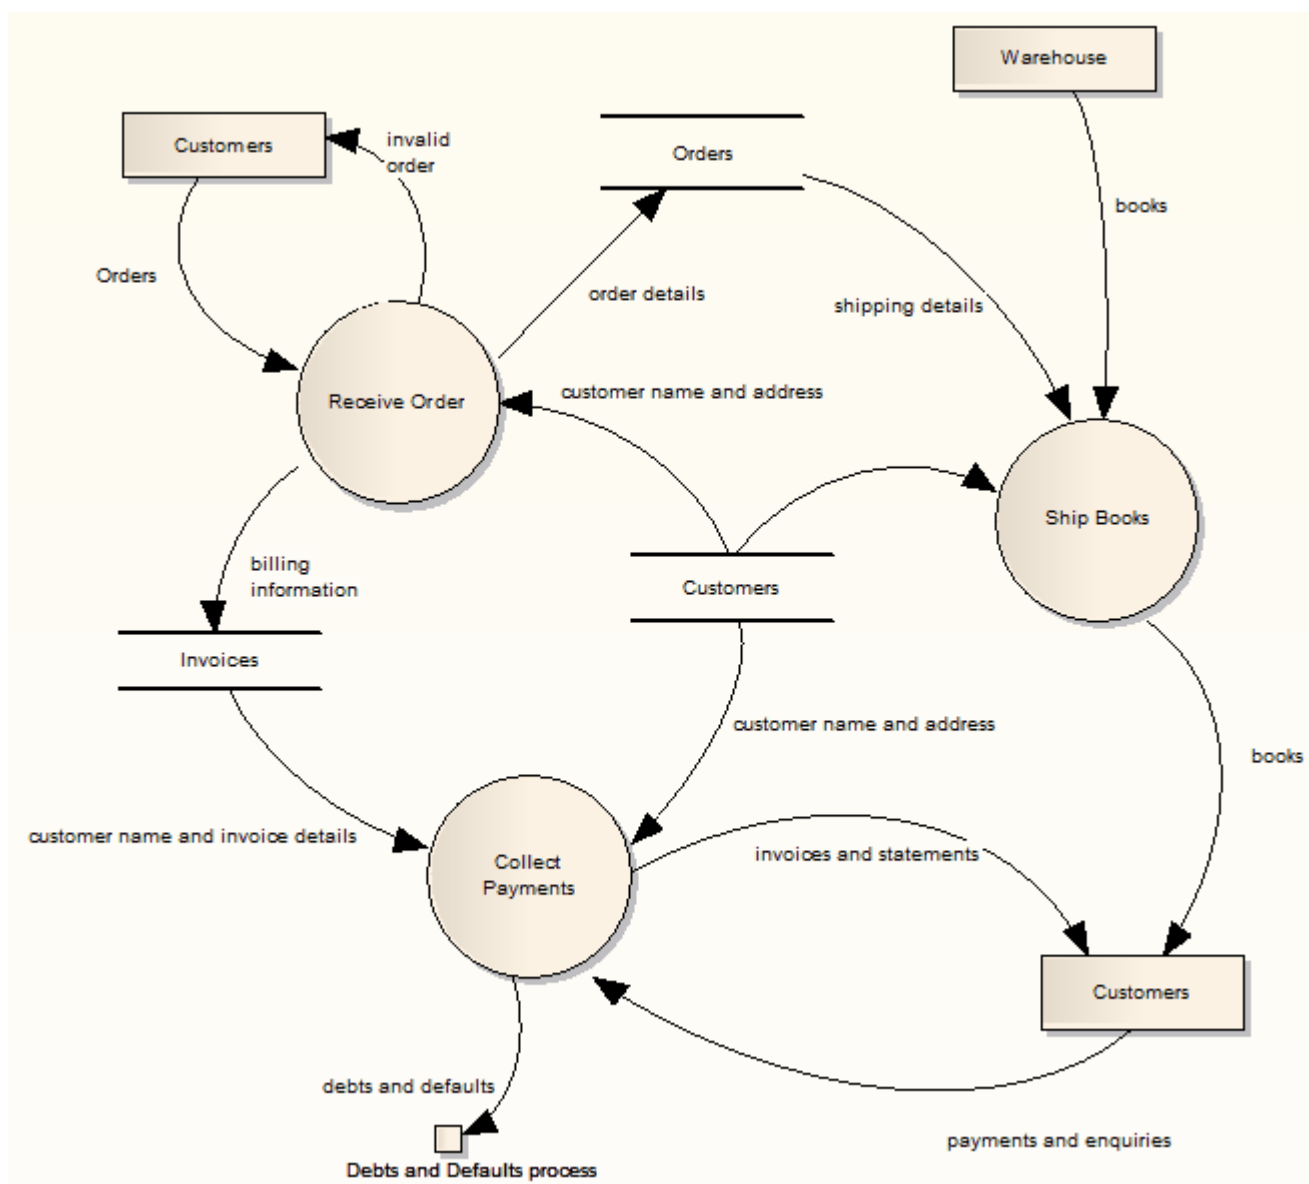 Warehouse
Customers
invalid
order
Orders
books
Orders
order details
shipping details
customer name and address
Receive Order
Ship Books
billing
information
Customers
Invoices
customer name and address
books
customer name and invoice details
invoices and statements
Collect
Payments
Customers
debts and defaults
payments and enquiries
Debts and Defaults process